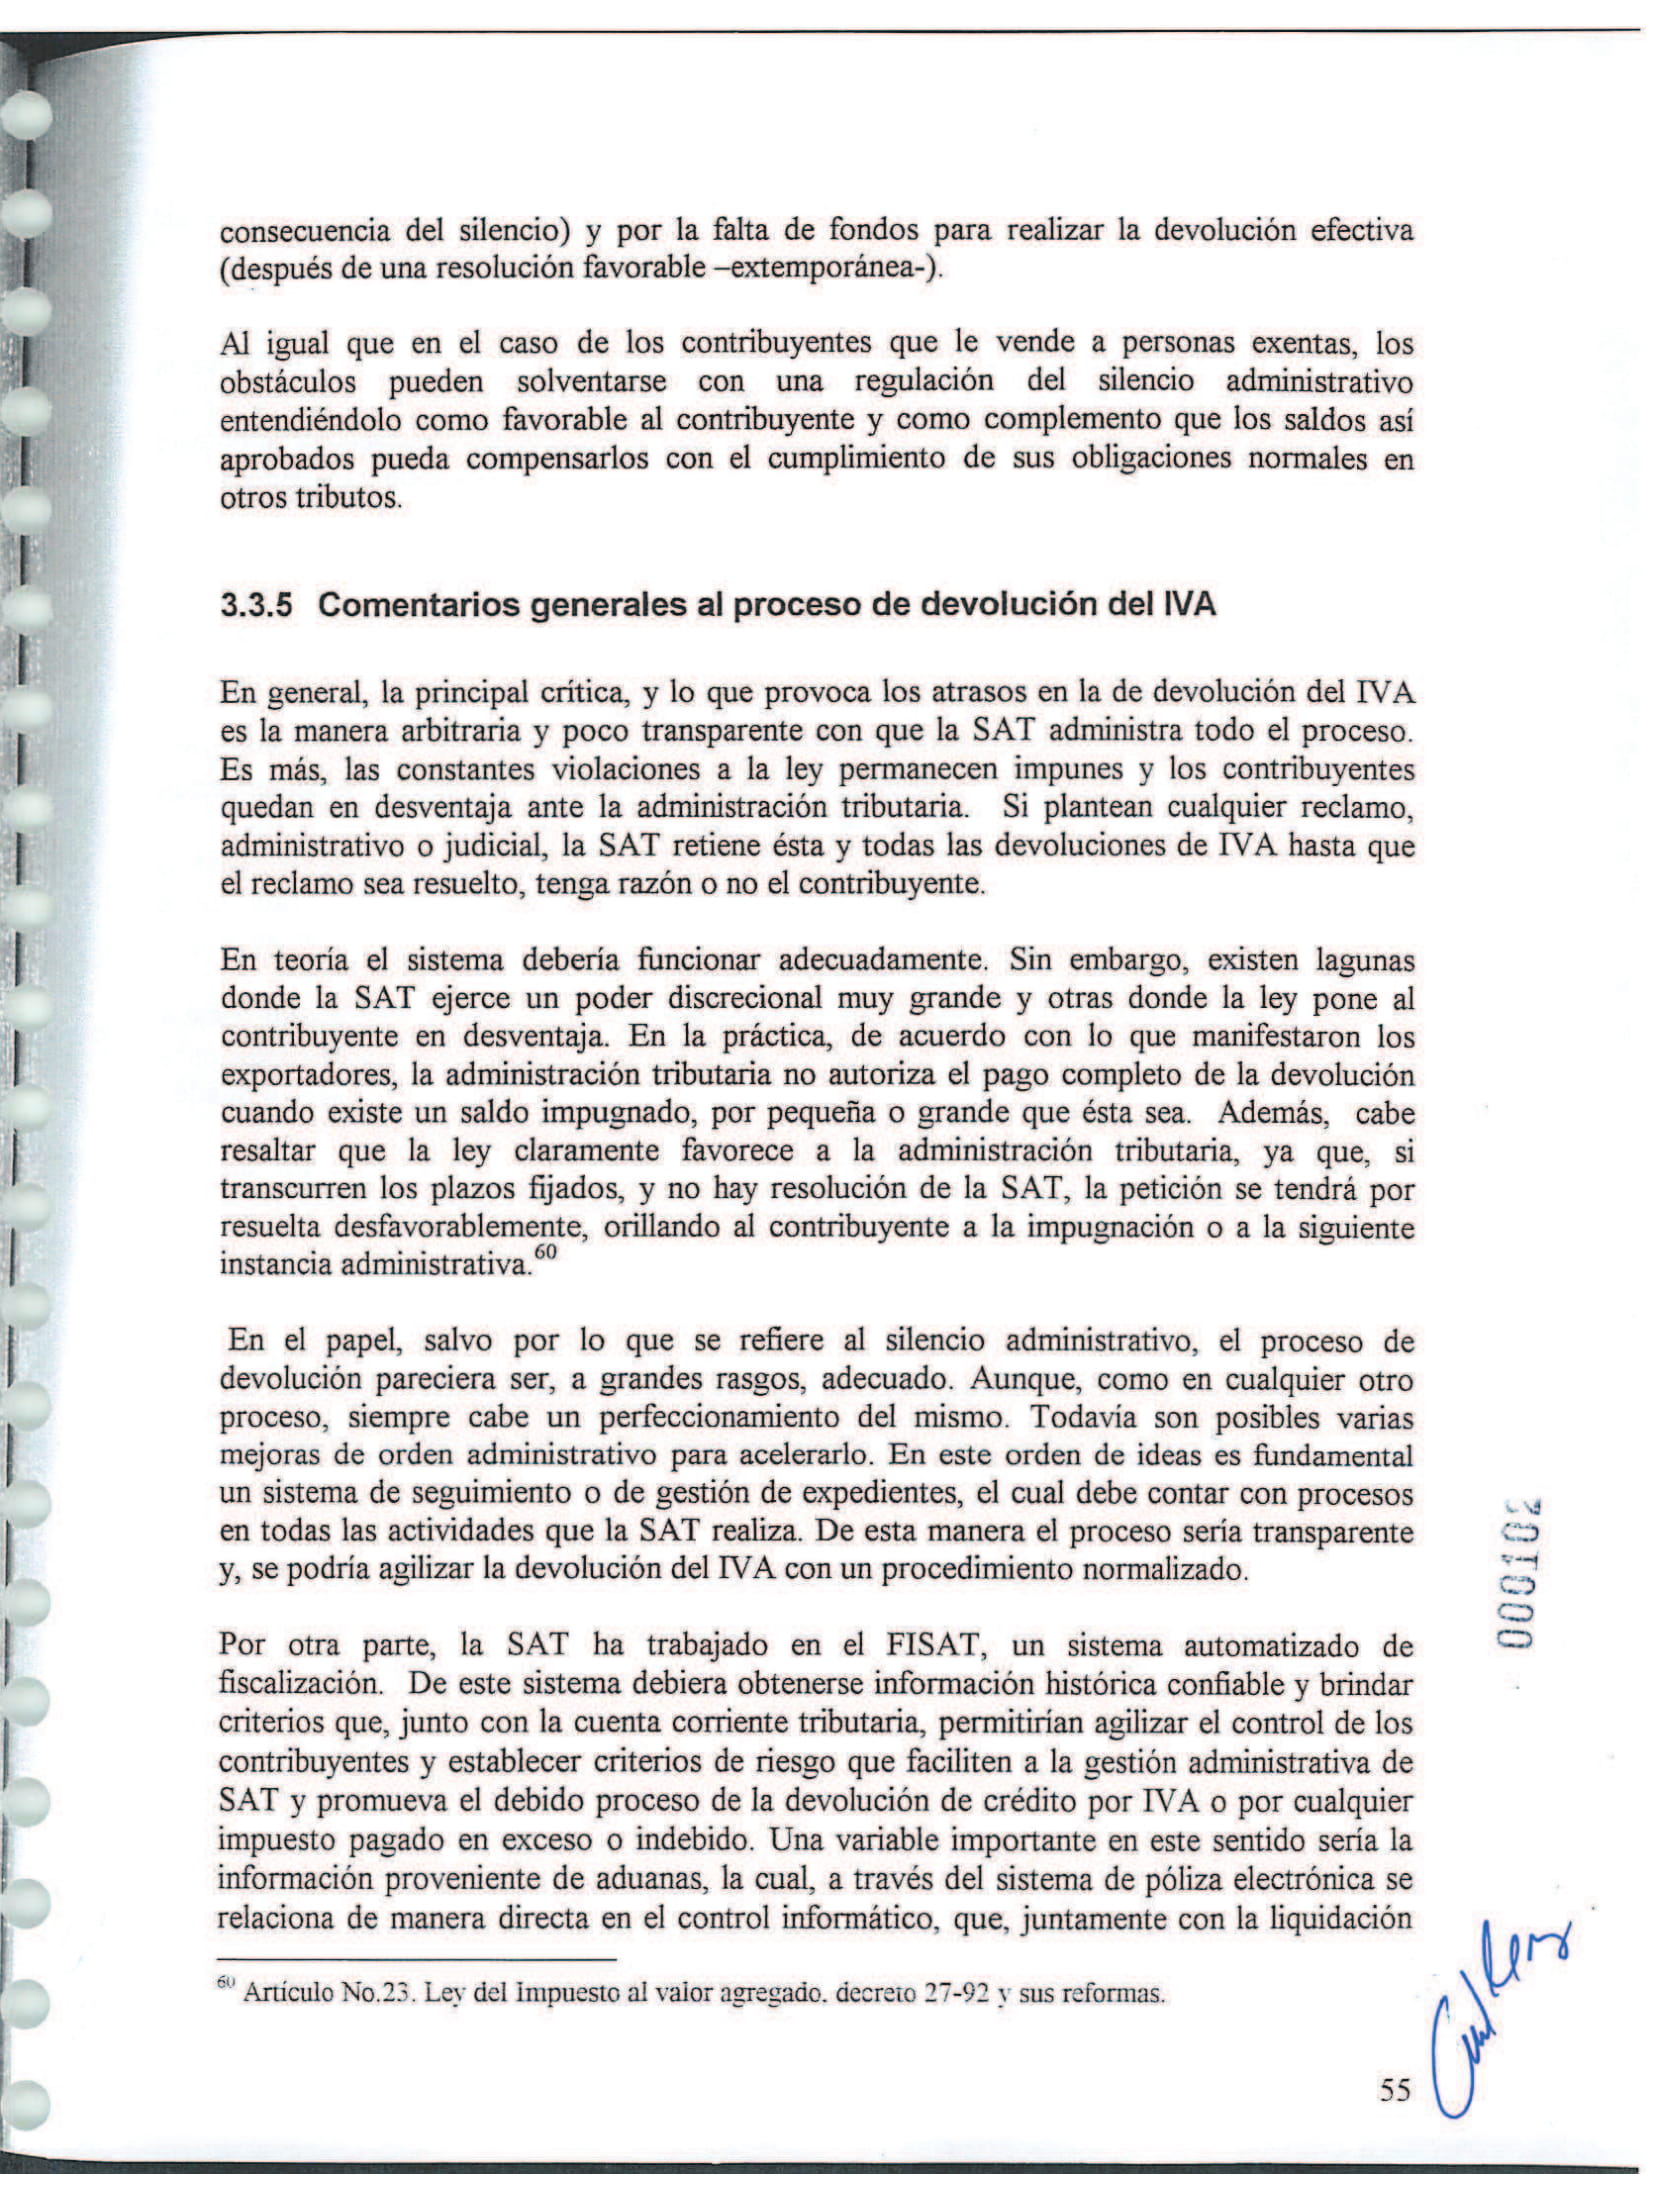 consecuencia del silencio) y por la falta de fondos para realizar la devolución efectiva
(después de una resolución favorable –extemporánea-).
Al igual que en el caso de los contribuyentes que le vende a personas exentas, los
obstáculos pueden solventarse con una regulación del silencio administrativo
entendiéndolo como favorable al contribuyente y como complemento que los saldos así
aprobados pueda compensarlos con el cumplimiento de sus obligaciones normales en
otros tributos.
3.3.5 Comentarios generales al proceso de devolución del IVA
En general, la principal crítica, y lo que provoca los atrasos en la de devolución del IVA
es la manera arbitraria y poco transparente con que la SAT administra todo el proceso.
Es más, las constantes violaciones a la ley permanecen impunes y los contribuyentes
quedan en desventaja ante la administración tributaria. Si plantean cualquier reclamo,
administrativo o judicial, la SAT retiene ésta y todas las devoluciones de IVA hasta que
el reclamo sea resuelto, tenga razón o no el contribuyente.
En teoría el sistema debería funcionar adecuadamente. Sin embargo, existen lagunas
donde la SAT ejerce un poder discrecional muy grande y otras donde la ley pone al
contribuyente en desventaja. En la práctica, de acuerdo con lo que manifestaron los
exportadores, la administración tributaria no autoriza el pago completo de la devolución
cuando existe un saldo impugnado, por pequeña o grande que ésta sea. Además, cabe
resaltar que la ley claramente favorece a la administración tributaria, ya que, si
transcurren los plazos fijados, y no hay resolución de la SAT, la petición se tendrá por
resuelta desfavorablemente, orillando al contribuyente a la impugnación o a la siguiente
instancia administrativa.60
En el papel, salvo por lo que se refiere al silencio administrativo, el proceso de
devolución pareciera ser, a grandes rasgos, adecuado. Aunque, como en cualquier otro
proceso, siempre cabe un perfeccionamiento del mismo. Todavía son posibles varias
mejoras de orden administrativo para acelerarlo. En este orden de ideas es fundamental
un sistema de seguimiento o de gestión de expedientes, el cual debe contar con procesos
en todas las actividades que la SAT realiza. De esta manera el proceso sería transparente
y, se podría agilizar la devolución del IVA con un procedimiento normalizado.
Por otra parte, la SAT ha trabajado en el FISAT, un sistema automatizado de
fiscalización. De este sistema debiera obtenerse información histórica confiable y brindar
criterios que, junto con la cuenta corriente tributaria, permitirían agilizar el control de los
contribuyentes y establecer criterios de riesgo que faciliten a la gestión administrativa de
SAT y promueva el debido proceso de la devolución de crédito por IVA o por cualquier
impuesto pagado en exceso o indebido. Una variable importante en este sentido sería la
información proveniente de aduanas, la cual, a través del sistema de póliza electrónica se
relaciona de manera directa en el control informático, que, juntamente con la liquidación
60 Artículo No.23. Ley del Impuesto al valor agregado. decreto 27-92 y sus reformas.
55
000102